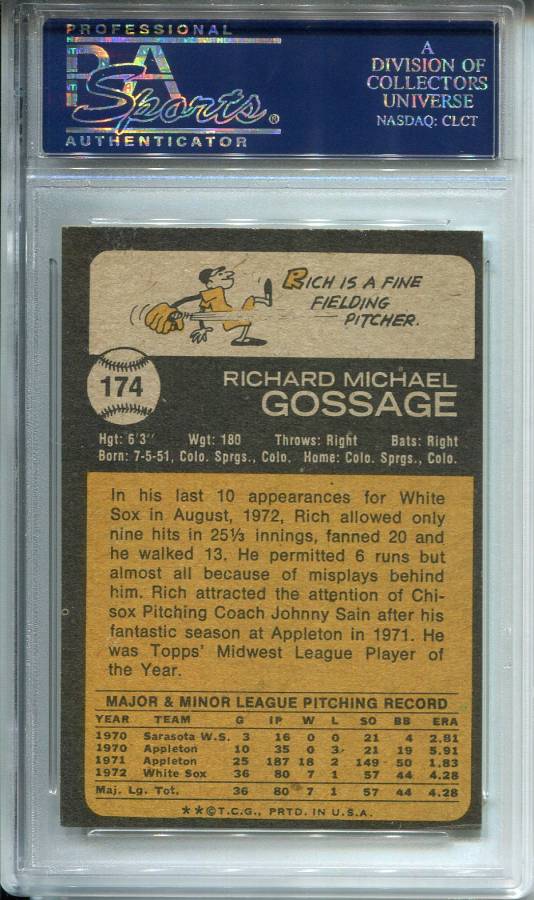 PROFESSIONAL
PSA
Sports®
AUTHENTICATOR
A
DIVISION OF
COLLECTORS
UNIVERSE
NASDAQ: CLCT
RICH IS A FINE
FIELDING
PITCHER.
174
RICHARD MICHAEL
GOSSAGE
Hgt: 6'3" Wgt: 180 Throws: Right Bats: Right
Born: 7-5-51, Colo. Sprgs., Colo. Home: Colo. Sprgs., Colo.
In his last 10 appearances for White
Sox in August, 1972, Rich allowed only
nine hits in 25⅓ innings, fanned 20 and
he walked 13. He permitted 6 runs but
almost all because of misplays behind
him. Rich attracted the attention of Chi-
sox Pitching Coach Johnny Sain after his
fantastic season at Appleton in 1971. He
was Topps' Midwest League Player of
the Year.
MAJOR & MINOR LEAGUE PITCHING RECORD
YEAR TEAM G IP W L SO BB ERA
1970 Sarasota W.S. 3 16 0 0 21 4 2.81
1970 Appleton 10 35 0 3 21 19 5.91
1971 Appleton 25 187 18 2 149 50 1.83
1972 White Sox 36 80 7 1 57 44 4.28
Maj. Lg. Tot. 36 80 7 1 57 44 4.28
**©T.C.G., PRTD. IN U.S.A.